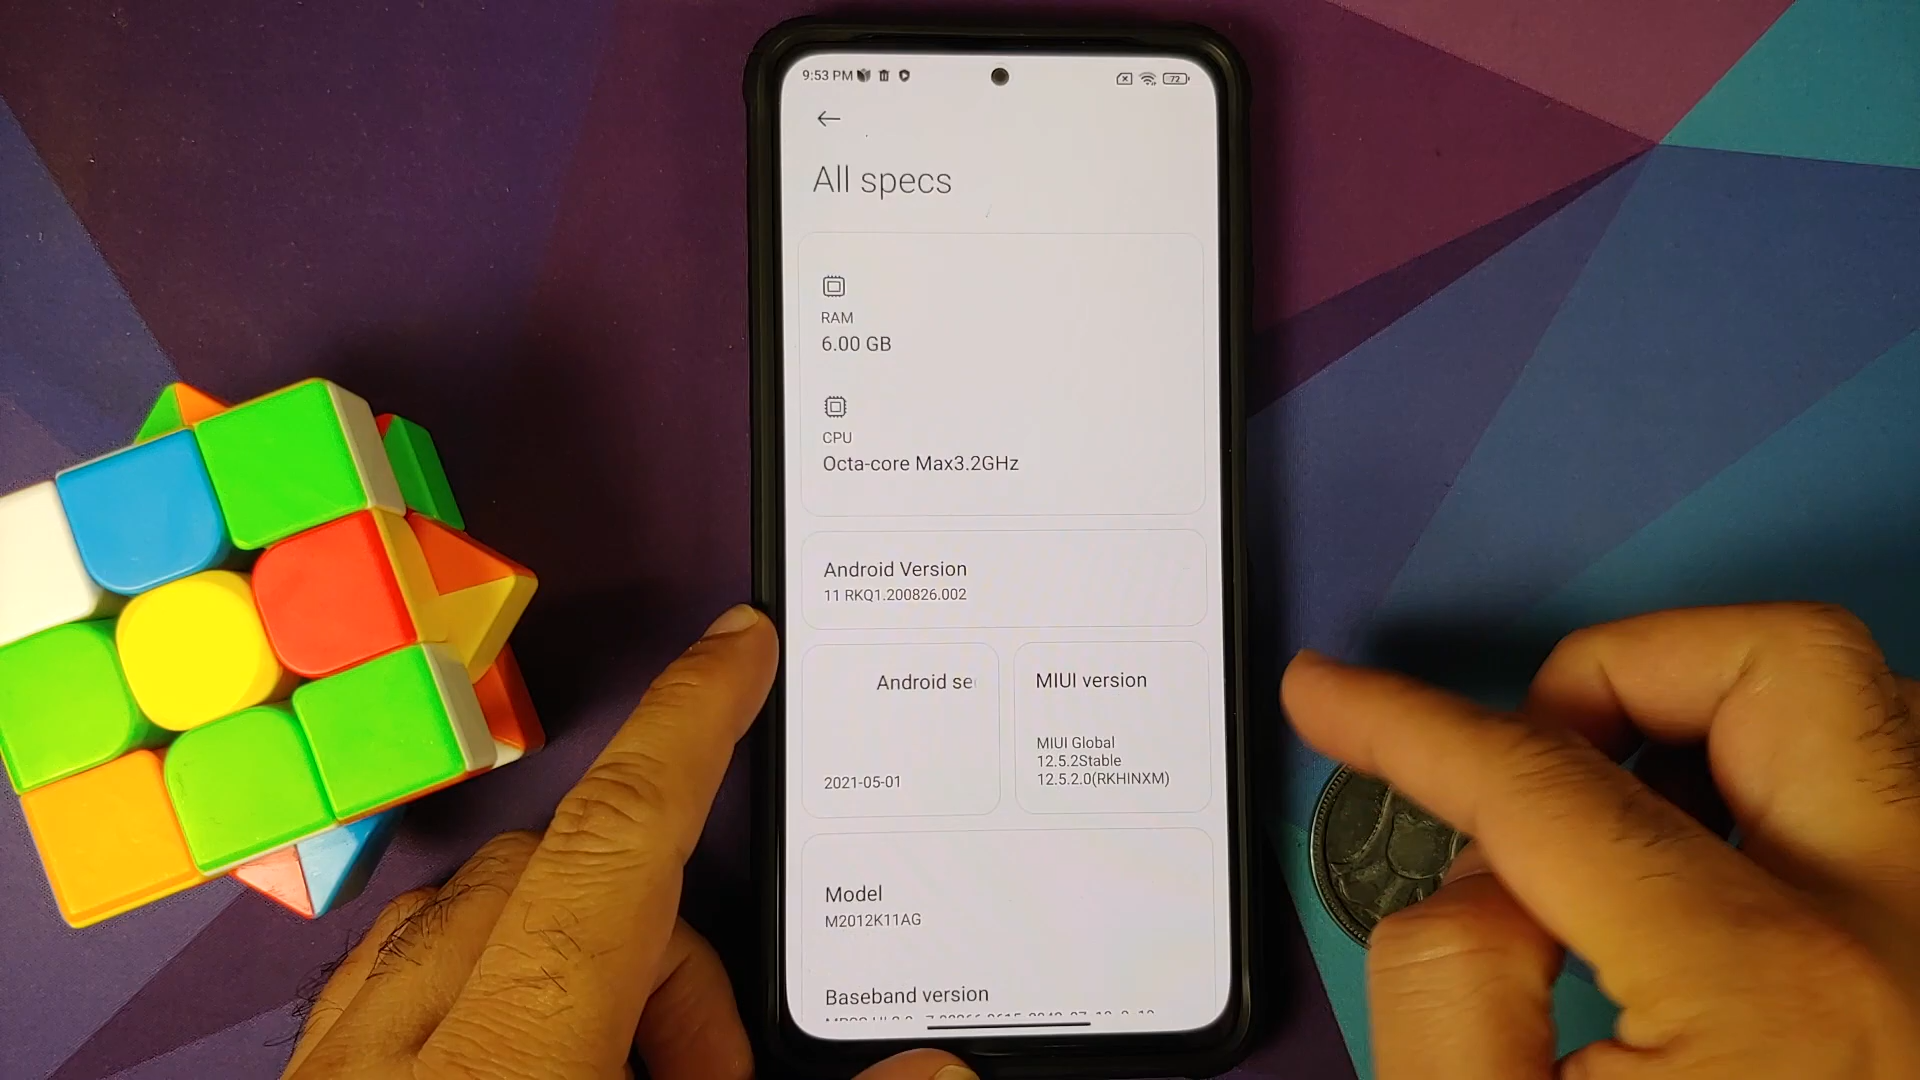 9:53 PM
72
All specs
RAM
6.00 GB
CPU
Octa-core Max3.2GHz
Android Version
11 RKQ1.200826.002
Android se
MIUI version
MIUI Global
12.5.2Stable
12.5.2.0(RKHINXM)
2021-05-01
Model
M2012K11AG
Baseband version